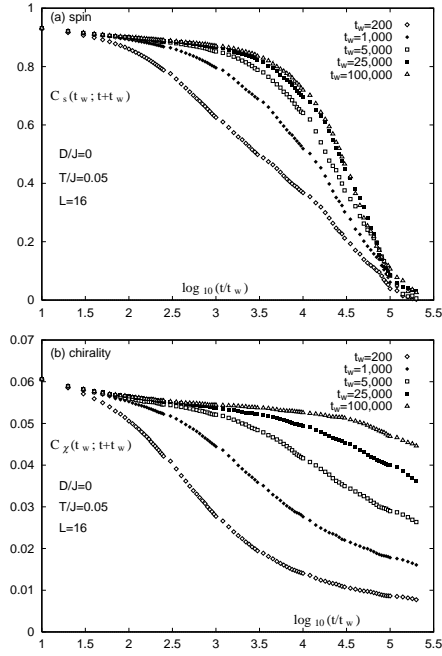 (a) spin
t_w=200
t_w=1,000
t_w=5,000
t_w=25,000
t_w=100,000
C_s(t_w; t+t_w)
D/J=0
T/J=0.05
L=16
log_10(t/t_w)
1
0.8
0.6
0.4
0.2
0
1 1.5 2 2.5 3 3.5 4 4.5 5 5.5
(b) chirality
t_w=200
t_w=1,000
t_w=5,000
t_w=25,000
t_w=100,000
C_χ(t_w; t+t_w)
D/J=0
T/J=0.05
L=16
log_10(t/t_w)
0.07
0.06
0.05
0.04
0.03
0.02
0.01
0
1 1.5 2 2.5 3 3.5 4 4.5 5 5.5